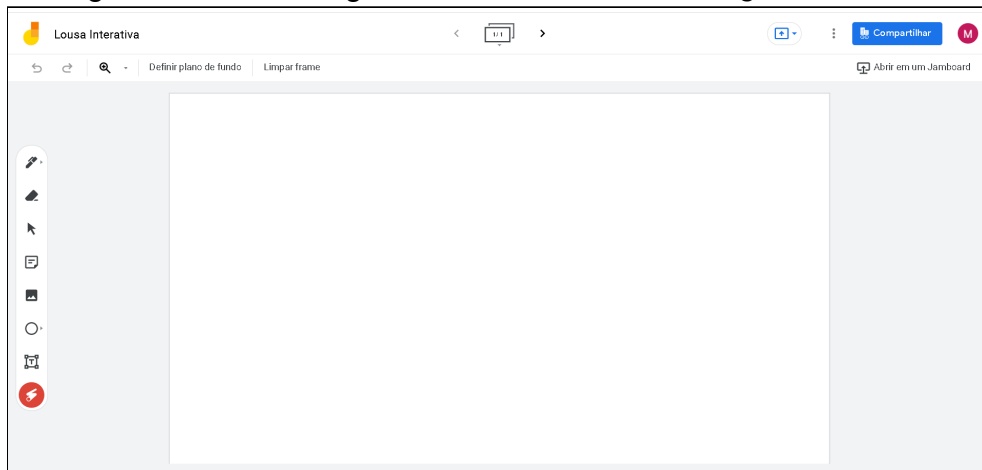 Lousa Interativa
1/1
Compartilhar
M
Definir plano de fundo
Limpar frame
Abrir em um Jamboard
T